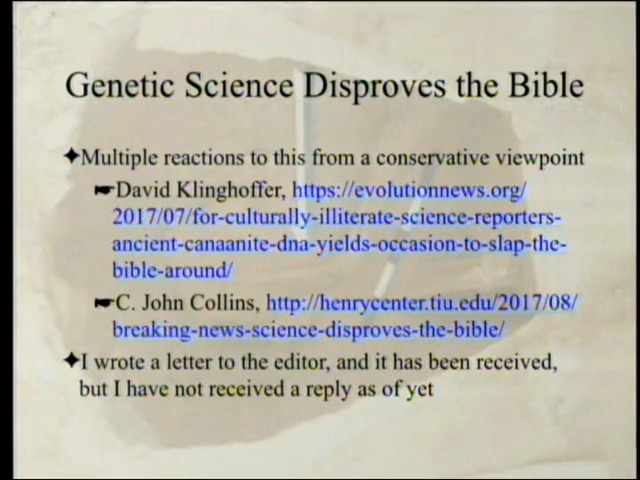 Genetic Science Disproves the Bible
✦Multiple reactions to this from a conservative viewpoint
☛David Klinghoffer, https://evolutionnews.org/
2017/07/for-culturally-illiterate-science-reporters-
ancient-canaanite-dna-yields-occasion-to-slap-the-
bible-around/
☛C. John Collins, http://henrycenter.tiu.edu/2017/08/
breaking-news-science-disproves-the-bible/
✦I wrote a letter to the editor, and it has been received,
but I have not received a reply as of yet